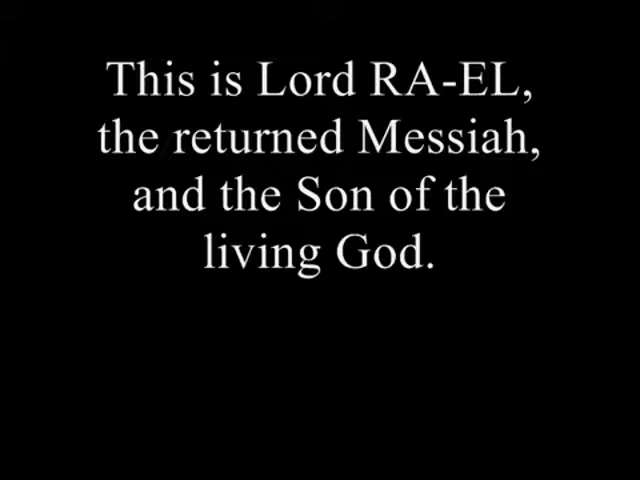 This is Lord RA-EL,
the returned Messiah,
and the Son of the
living God.